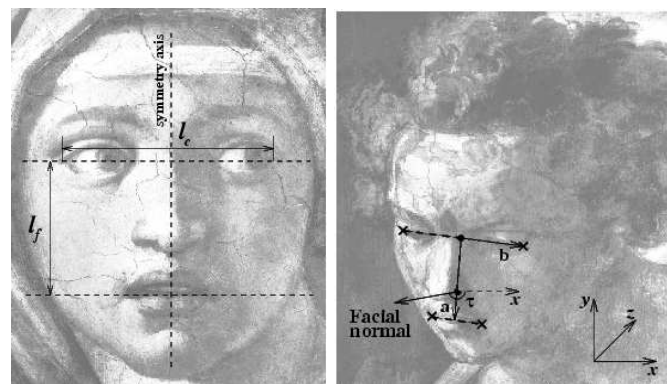 symmetry axis
l_e
l_f
b
a
τ
x
Facial
normal
y
z
x